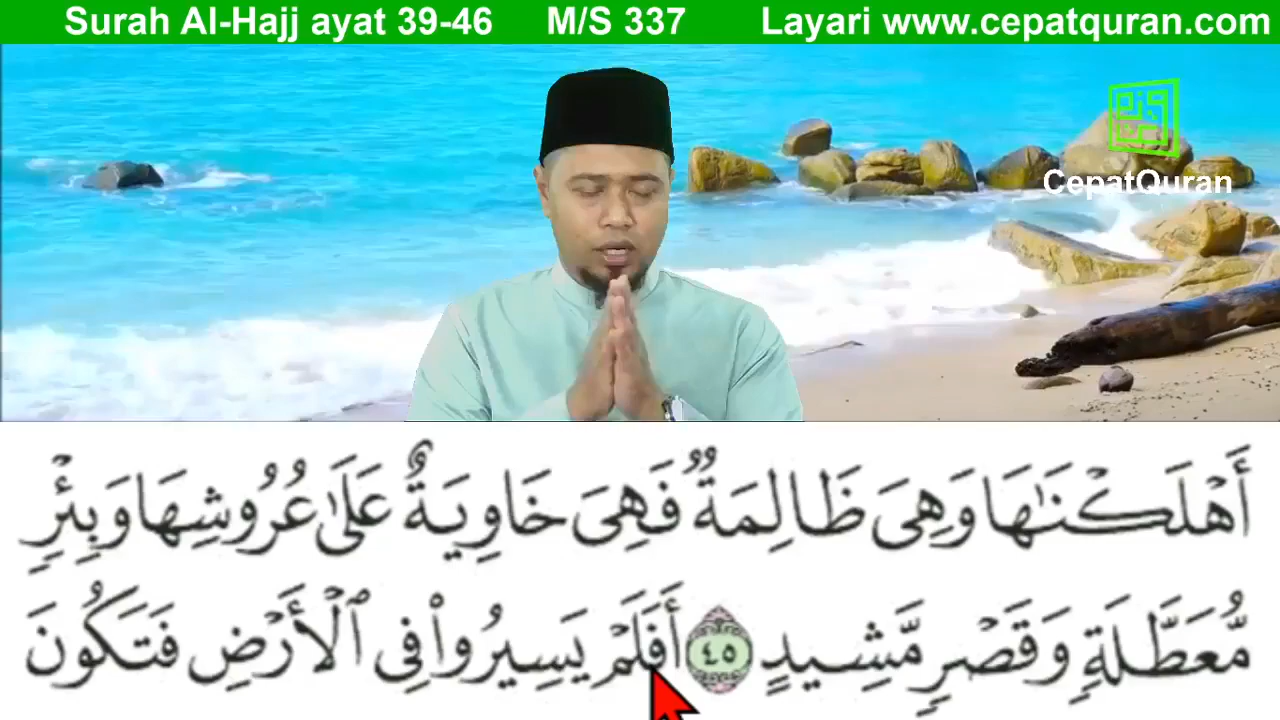 Surah Al-Hajj ayat 39-46 M/S 337 Layari www.cepatquran.com
CepatQuran
أَهْلَكْنَـٰهَا وَهِىَ ظَالِمَةٌ فَهِىَ خَاوِيَةٌ عَلَىٰ عُرُوشِهَا وَبِئْرٍ
مُّعَطَّلَةٍ وَقَصْرٍ مَّشِيدٍ ٤٥ أَفَلَمْ يَسِيرُوا۟ فِى ٱلْأَرْضِ فَتَكُونَ